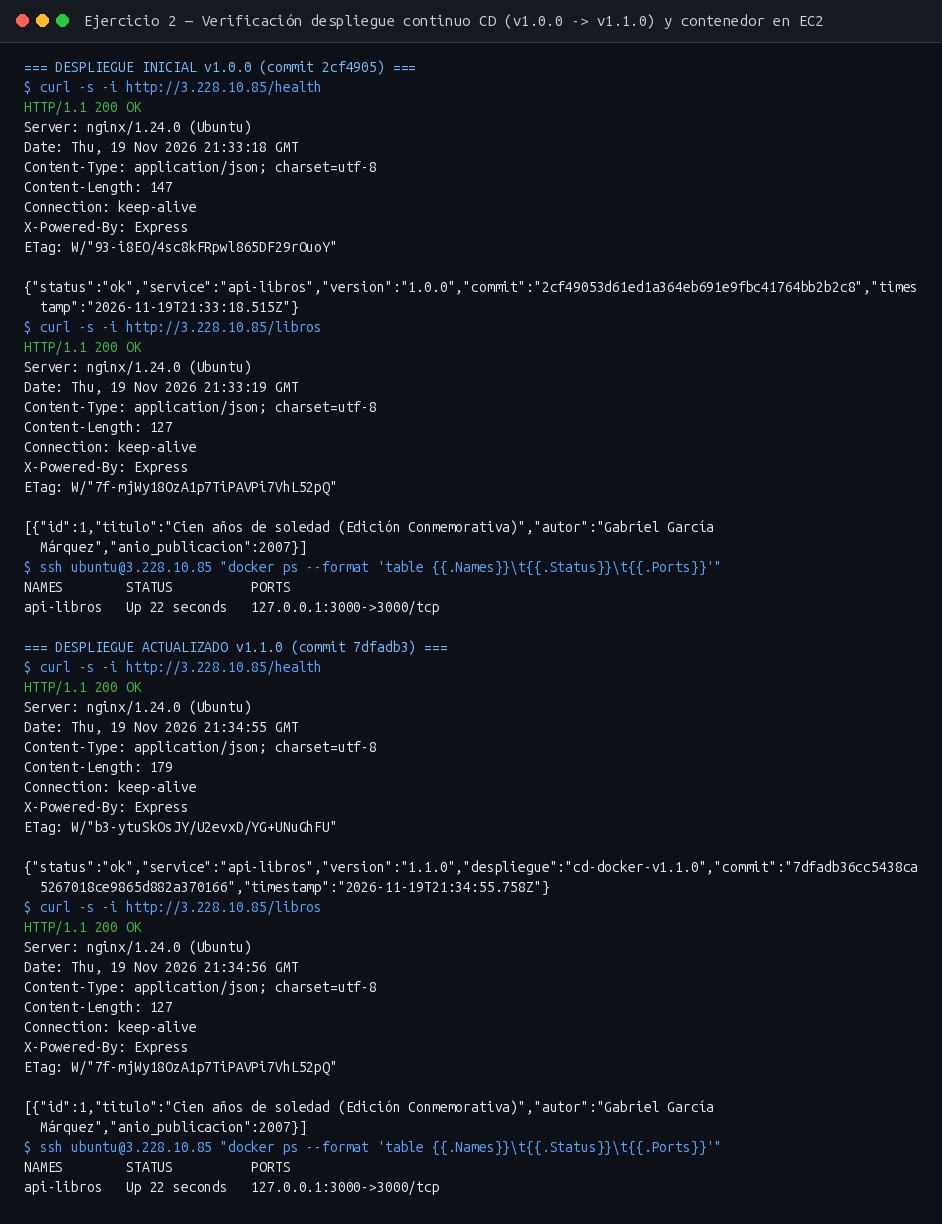 Ejercicio 2 — Verificación despliegue continuo CD (v1.0.0 -> v1.1.0) y contenedor en EC2
=== DESPLIEGUE INICIAL v1.0.0 (commit 2cf4905) ===
$ curl -s -i http://3.228.10.85/health
HTTP/1.1 200 OK
Server: nginx/1.24.0 (Ubuntu)
Date: Thu, 19 Nov 2026 21:33:18 GMT
Content-Type: application/json; charset=utf-8
Content-Length: 147
Connection: keep-alive
X-Powered-By: Express
ETag: W/"93-i8EO/4sc8kFRpwl865DF29rOuoY"
{"status":"ok","service":"api-libros","version":"1.0.0","commit":"2cf49053d61ed1a364eb691e9fbc41764bb2b2c8","times
tamp":"2026-11-19T21:33:18.515Z"}
$ curl -s -i http://3.228.10.85/libros
HTTP/1.1 200 OK
Server: nginx/1.24.0 (Ubuntu)
Date: Thu, 19 Nov 2026 21:33:19 GMT
Content-Type: application/json; charset=utf-8
Content-Length: 127
Connection: keep-alive
X-Powered-By: Express
ETag: W/"7f-mjWy18OzA1p7TiPAVPi7VhL52pQ"
[{"id":1,"titulo":"Cien años de soledad (Edición Conmemorativa)","autor":"Gabriel García
Márquez","anio_publicacion":2007}]
$ ssh ubuntu@3.228.10.85 "docker ps --format 'table {{.Names}}\t{{.Status}}\t{{.Ports}}'"
NAMES        STATUS          PORTS
api-libros   Up 22 seconds   127.0.0.1:3000->3000/tcp
=== DESPLIEGUE ACTUALIZADO v1.1.0 (commit 7dfadb3) ===
$ curl -s -i http://3.228.10.85/health
HTTP/1.1 200 OK
Server: nginx/1.24.0 (Ubuntu)
Date: Thu, 19 Nov 2026 21:34:55 GMT
Content-Type: application/json; charset=utf-8
Content-Length: 179
Connection: keep-alive
X-Powered-By: Express
ETag: W/"b3-ytuSkOsJY/U2evxD/YG+UNuGhFU"
{"status":"ok","service":"api-libros","version":"1.1.0","despliegue":"cd-docker-v1.1.0","commit":"7dfadb36cc5438ca
5267018ce9865d882a370166","timestamp":"2026-11-19T21:34:55.758Z"}
$ curl -s -i http://3.228.10.85/libros
HTTP/1.1 200 OK
Server: nginx/1.24.0 (Ubuntu)
Date: Thu, 19 Nov 2026 21:34:56 GMT
Content-Type: application/json; charset=utf-8
Content-Length: 127
Connection: keep-alive
X-Powered-By: Express
ETag: W/"7f-mjWy18OzA1p7TiPAVPi7VhL52pQ"
[{"id":1,"titulo":"Cien años de soledad (Edición Conmemorativa)","autor":"Gabriel García
Márquez","anio_publicacion":2007}]
$ ssh ubuntu@3.228.10.85 "docker ps --format 'table {{.Names}}\t{{.Status}}\t{{.Ports}}'"
NAMES        STATUS          PORTS
api-libros   Up 22 seconds   127.0.0.1:3000->3000/tcp